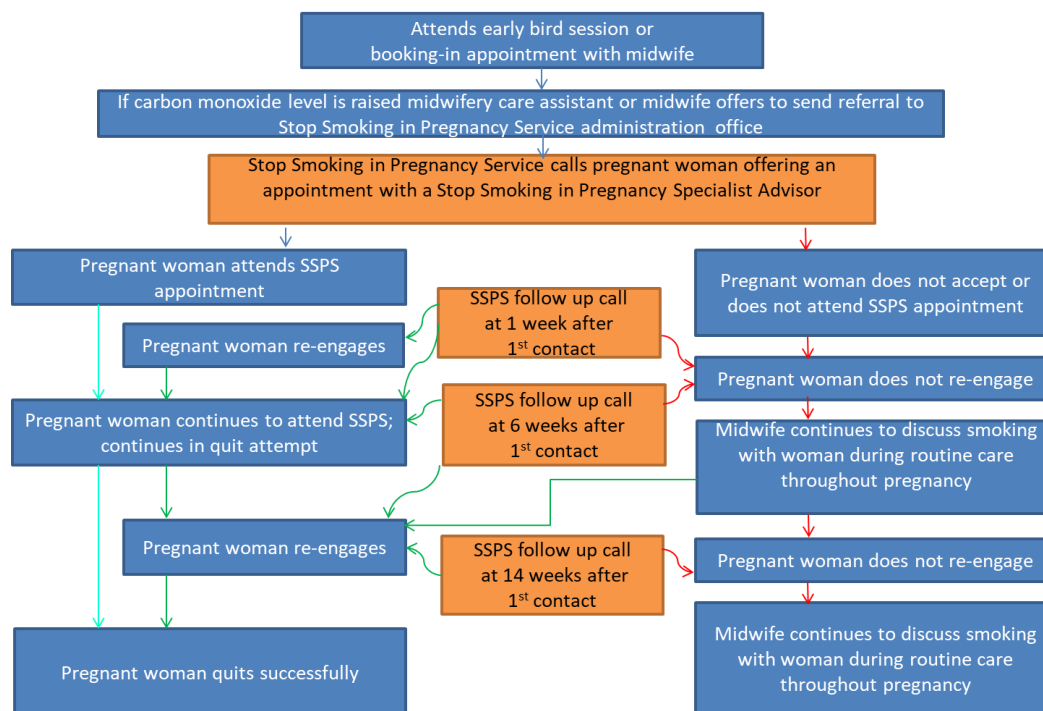 Attends early bird session or
booking-in appointment with midwife
If carbon monoxide level is raised midwifery care assistant or midwife offers to send referral to
Stop Smoking in Pregnancy Service administration office
Stop Smoking in Pregnancy Service calls pregnant woman offering an
appointment with a Stop Smoking in Pregnancy Specialist Advisor
Pregnant woman attends SSPS
appointment
Pregnant woman does not accept or
does not attend SSPS appointment
SSPS follow up call
at 1 week after
1st contact
Pregnant woman re-engages
Pregnant woman does not re-engage
Pregnant woman continues to attend SSPS;
continues in quit attempt
SSPS follow up call
at 6 weeks after
1st contact
Midwife continues to discuss smoking
with woman during routine care
throughout pregnancy
Pregnant woman re-engages
SSPS follow up call
at 14 weeks after
1st contact
Pregnant woman does not re-engage
Pregnant woman quits successfully
Midwife continues to discuss smoking
with woman during routine care
throughout pregnancy